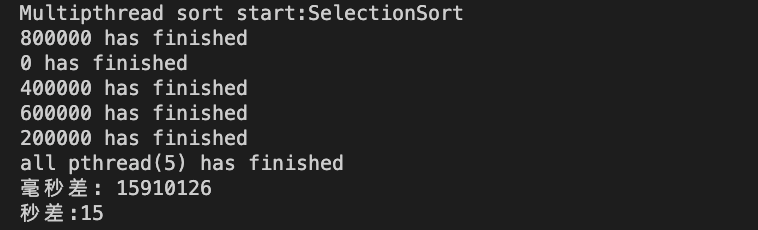 Multipthread sort start:SelectionSort
800000 has finished
0 has finished
400000 has finished
600000 has finished
200000 has finished
all pthread(5) has finished
毫秒差: 15910126
秒差:15